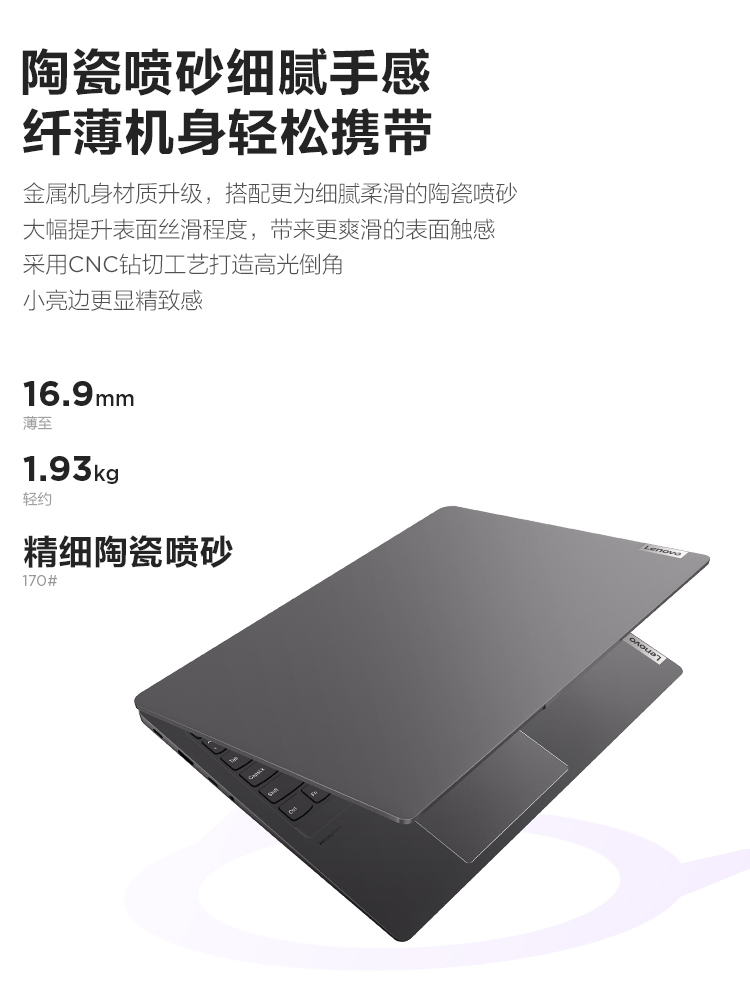 陶瓷喷砂细腻手感
纤薄机身轻松携带
金属机身材质升级，搭配更为细腻柔滑的陶瓷喷砂
大幅提升表面丝滑程度，带来更爽滑的表面触感
采用CNC钻切工艺打造高光倒角
小亮边更显精致感
16.9mm
薄至
1.93kg
轻约
精细陶瓷喷砂
170#
Lenovo
Lenovo
Tab
CapsLk
Shift
Fn
Ctrl